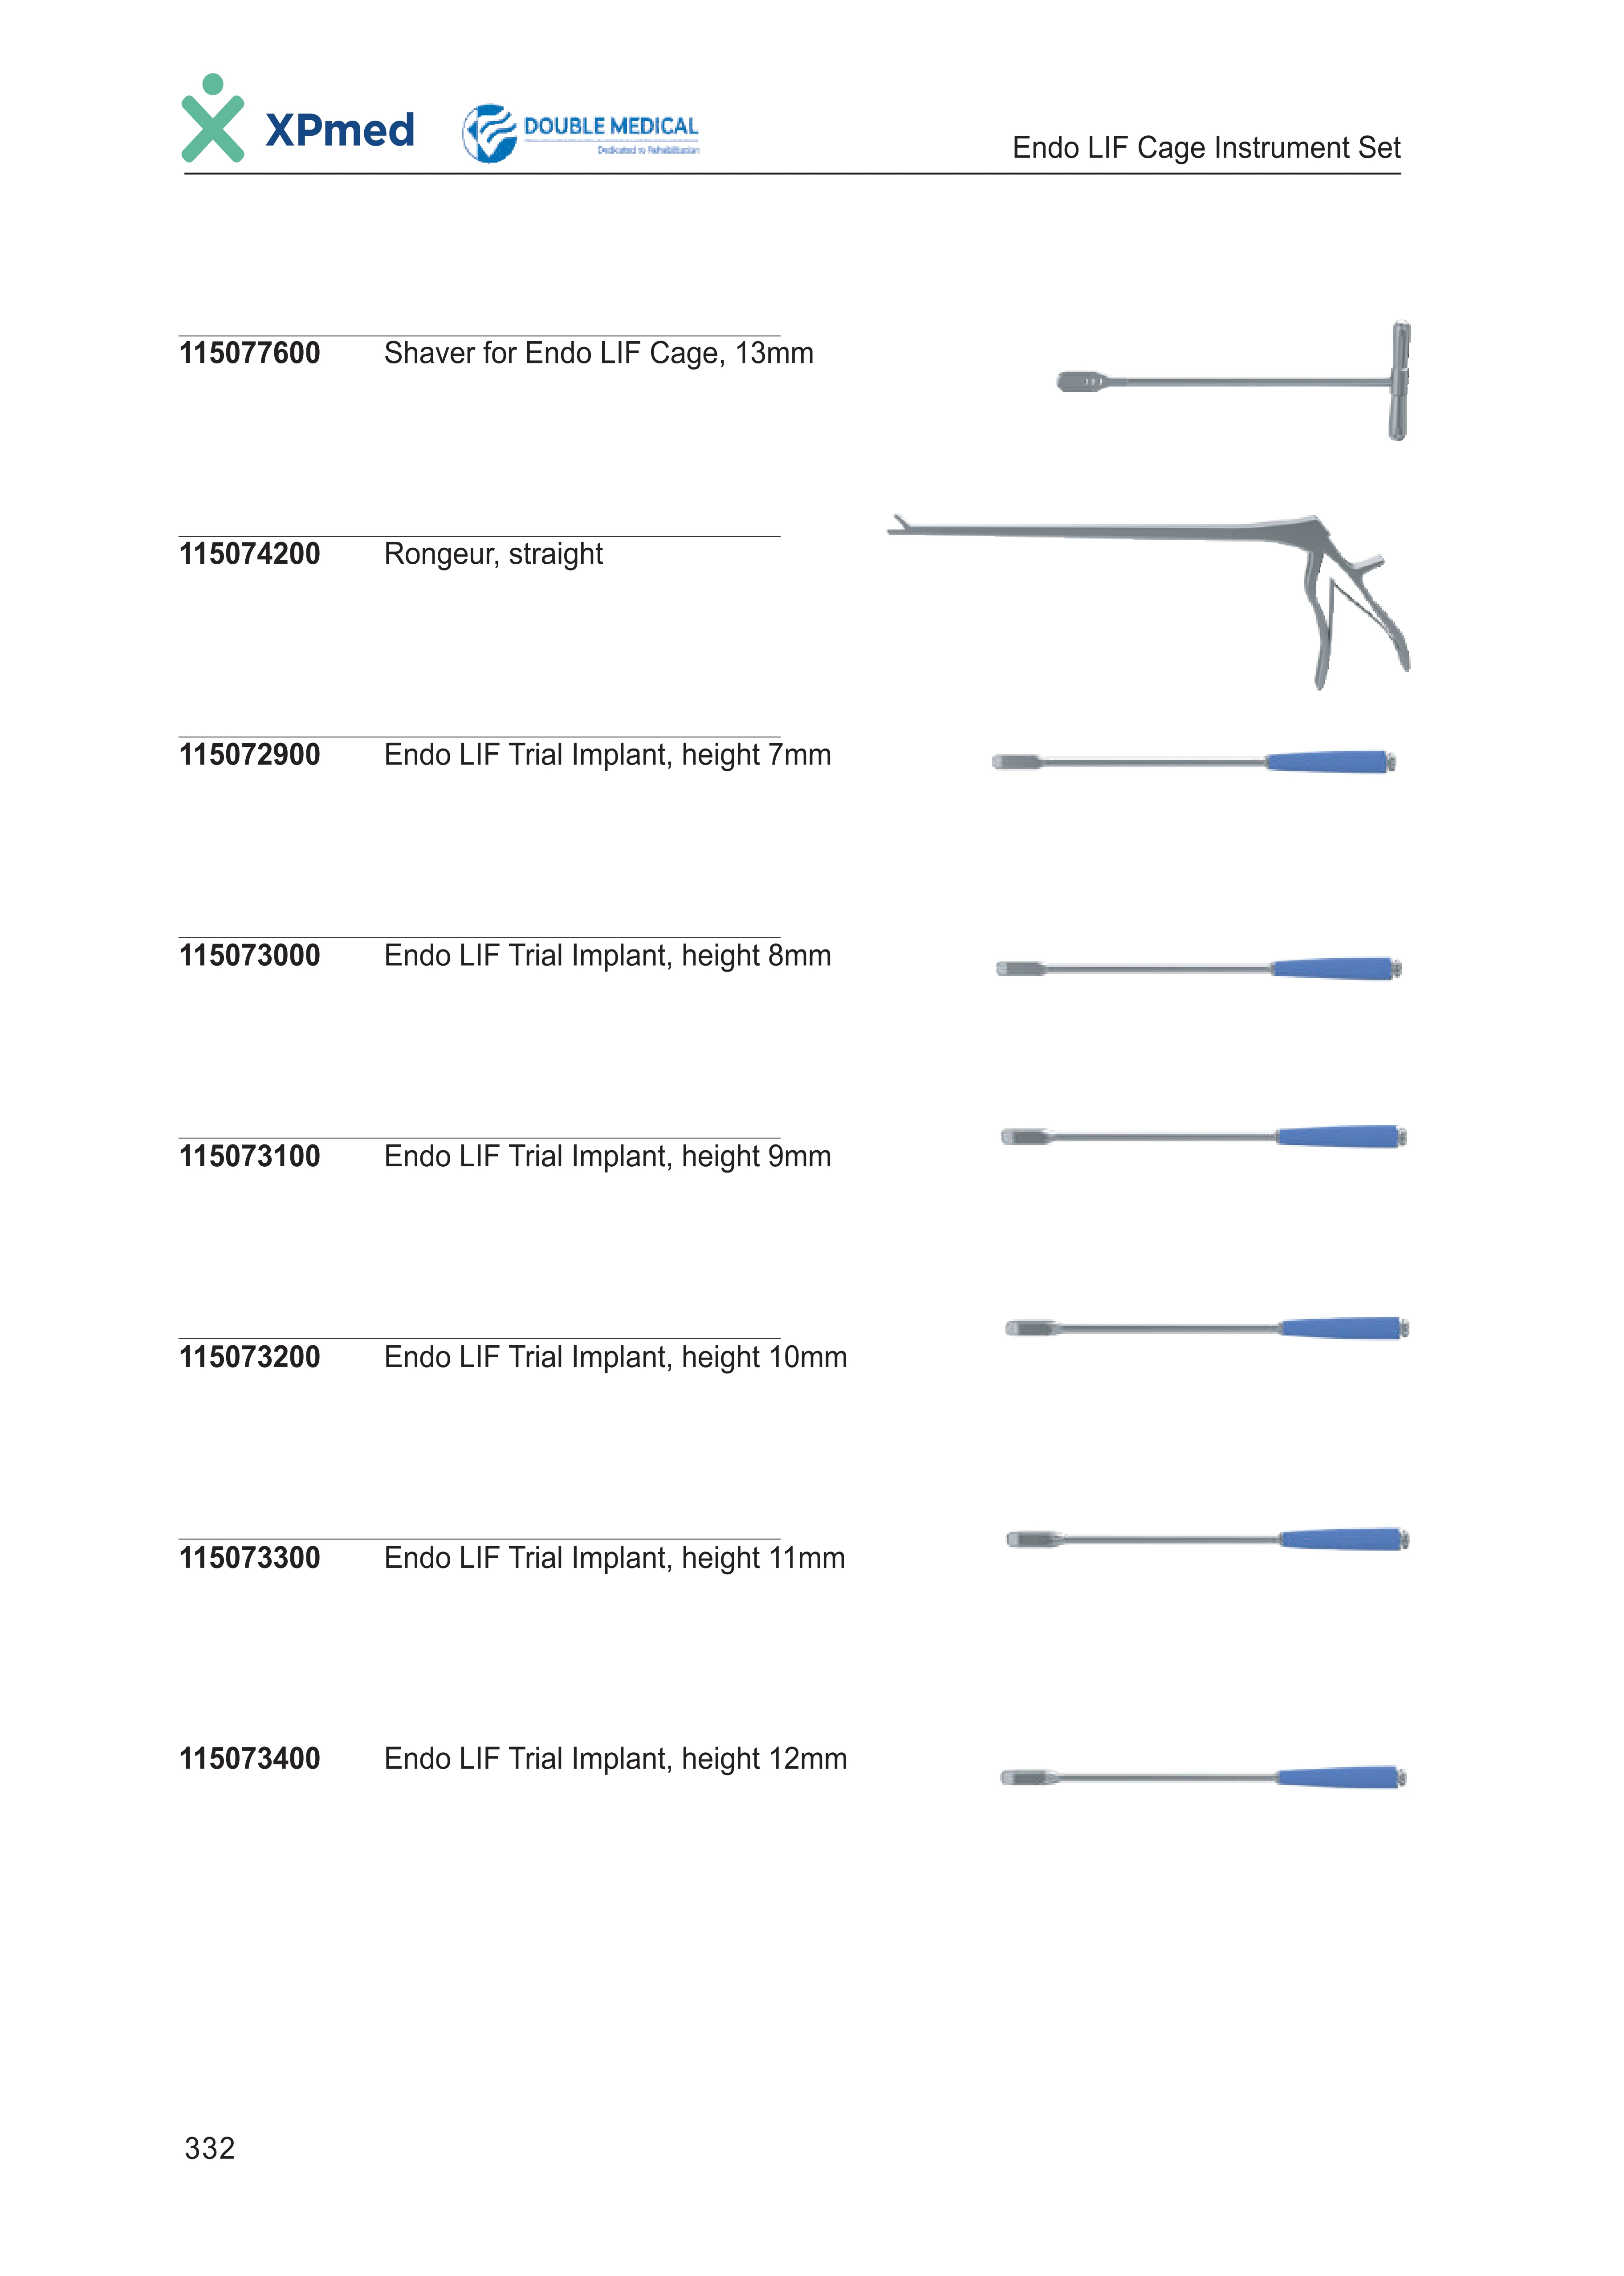 XPmed
DOUBLE MEDICAL
Dedicated to Rehabilitation
Endo LIF Cage Instrument Set
115077600 Shaver for Endo LIF Cage, 13mm
115074200 Rongeur, straight
115072900 Endo LIF Trial Implant, height 7mm
115073000 Endo LIF Trial Implant, height 8mm
115073100 Endo LIF Trial Implant, height 9mm
115073200 Endo LIF Trial Implant, height 10mm
115073300 Endo LIF Trial Implant, height 11mm
115073400 Endo LIF Trial Implant, height 12mm
332